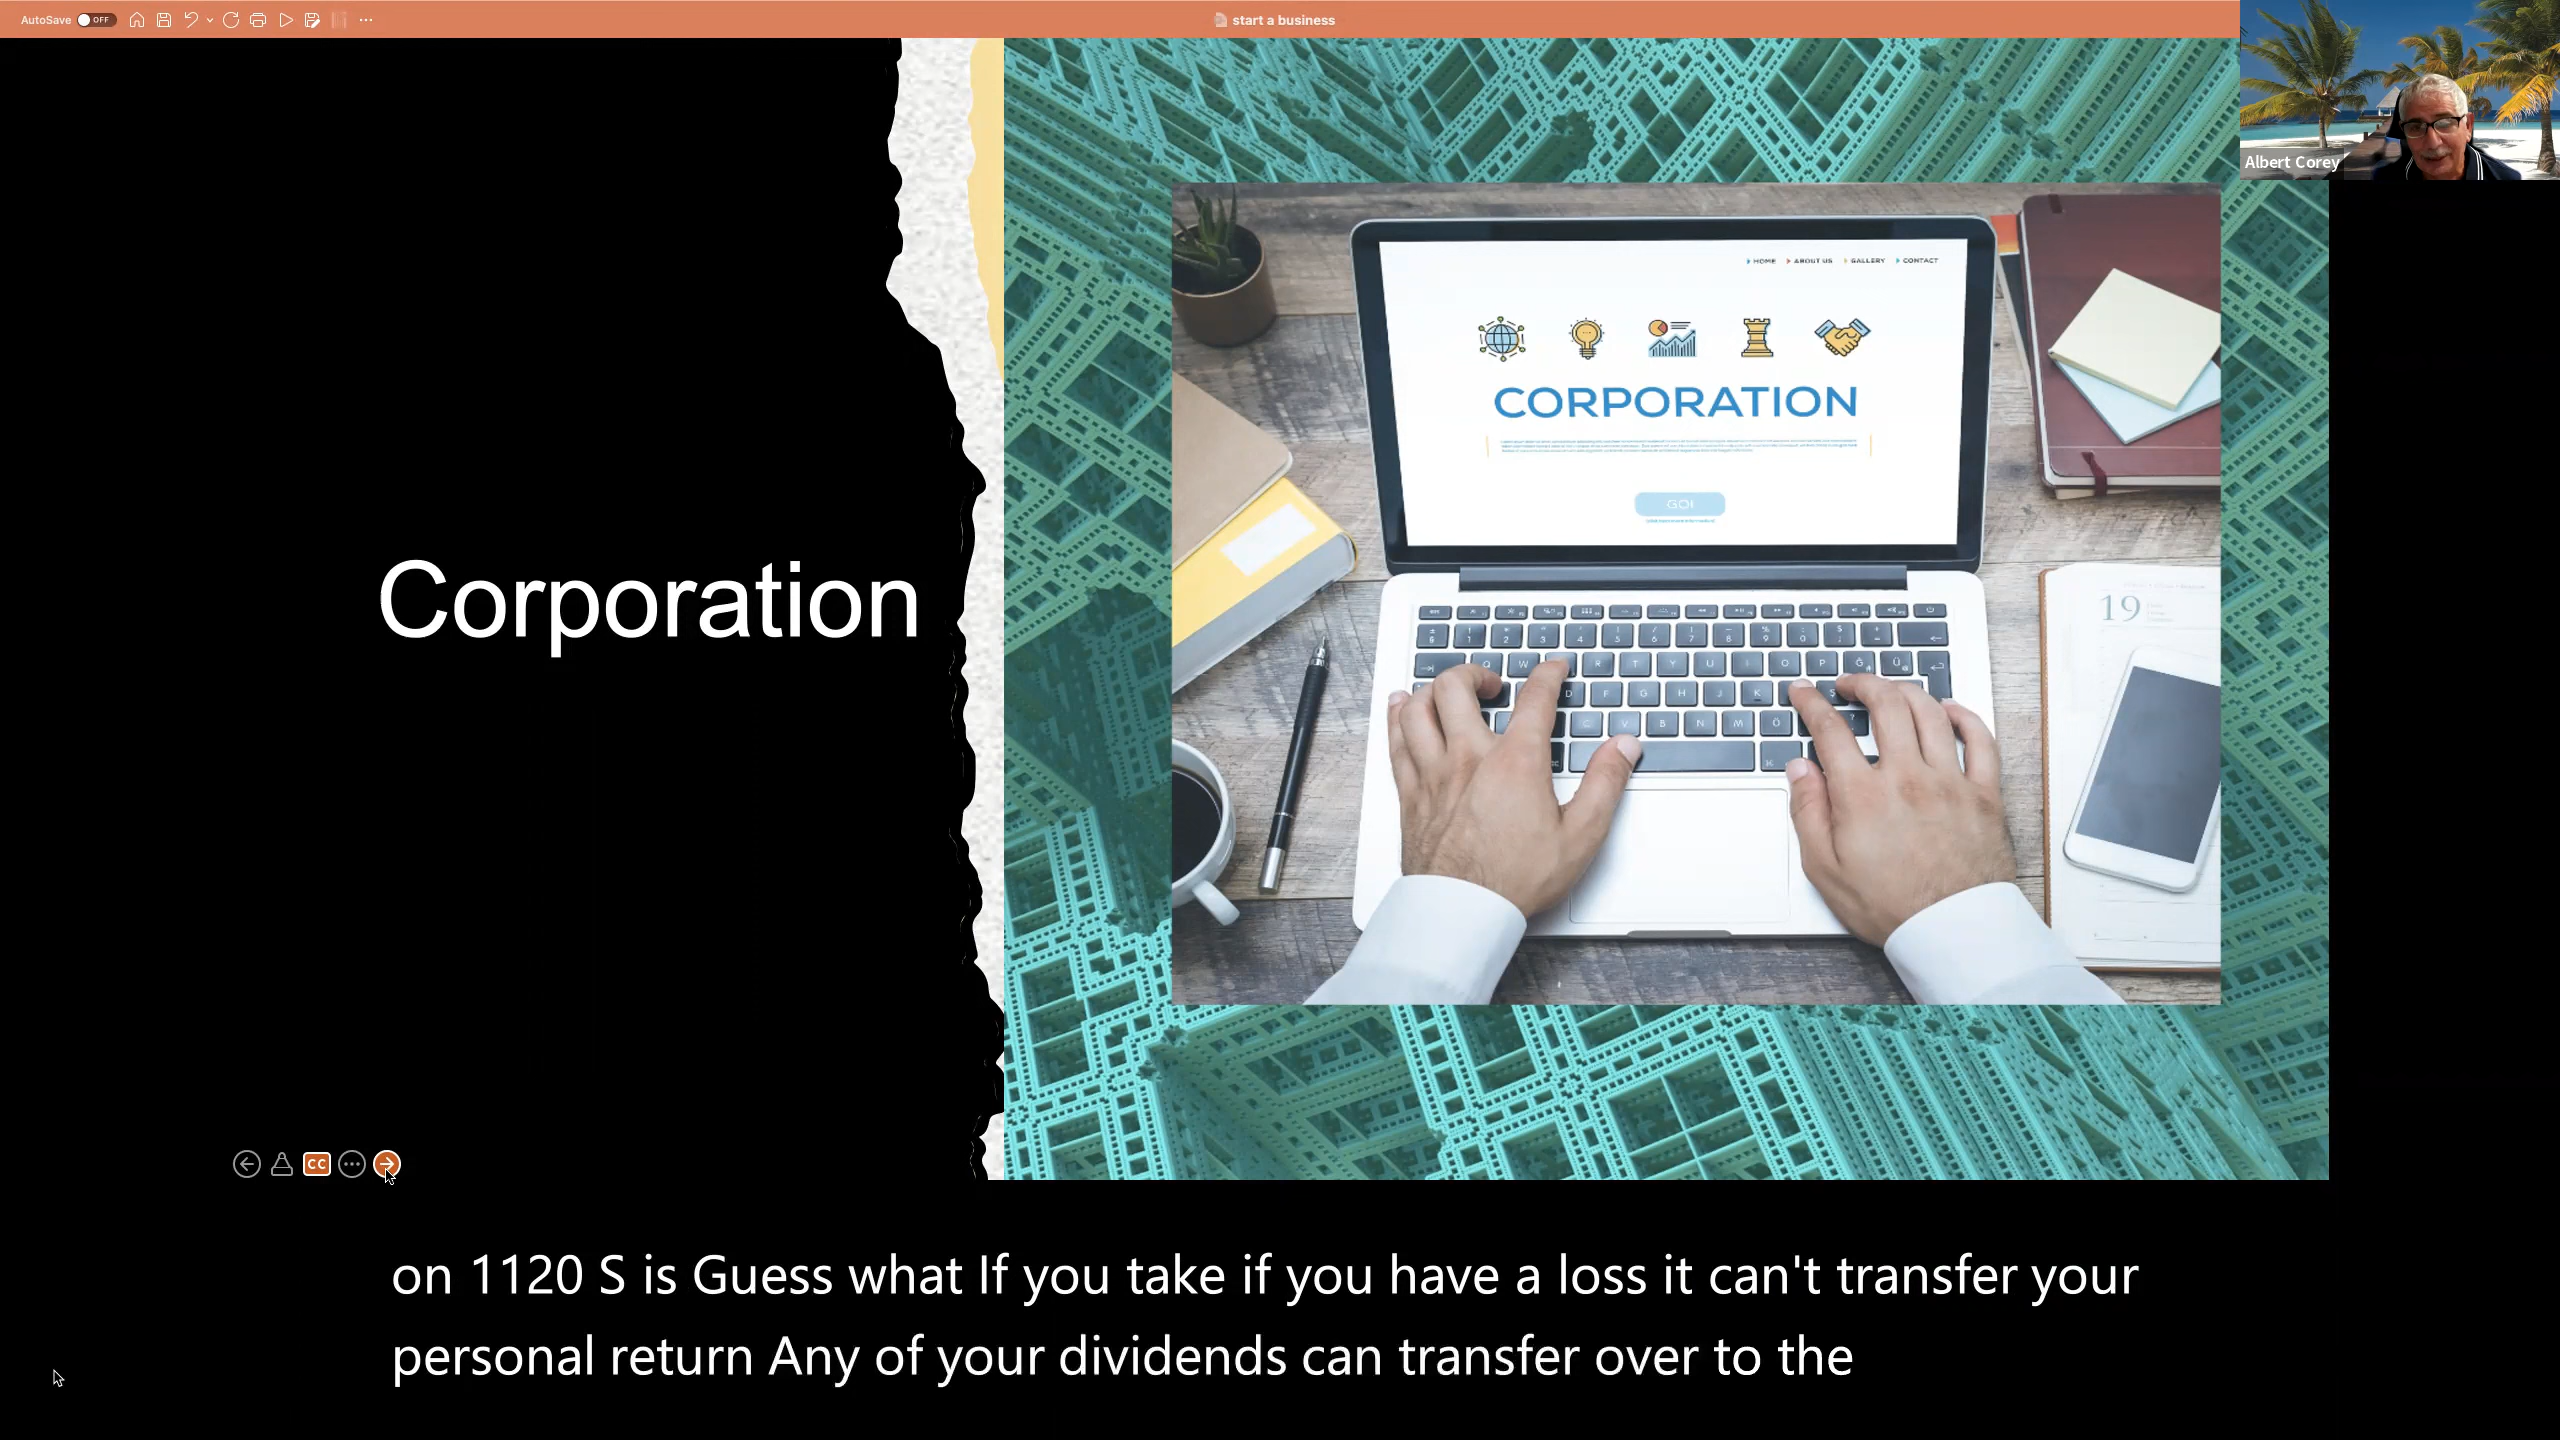 AutoSave OFF
start a business
Albert Corey
HOME ABOUT US GALLERY CONTACT
CORPORATION
GO!
Corporation
19
CC
on 1120 S is Guess what If you take if you have a loss it can't transfer your
personal return Any of your dividends can transfer over to the